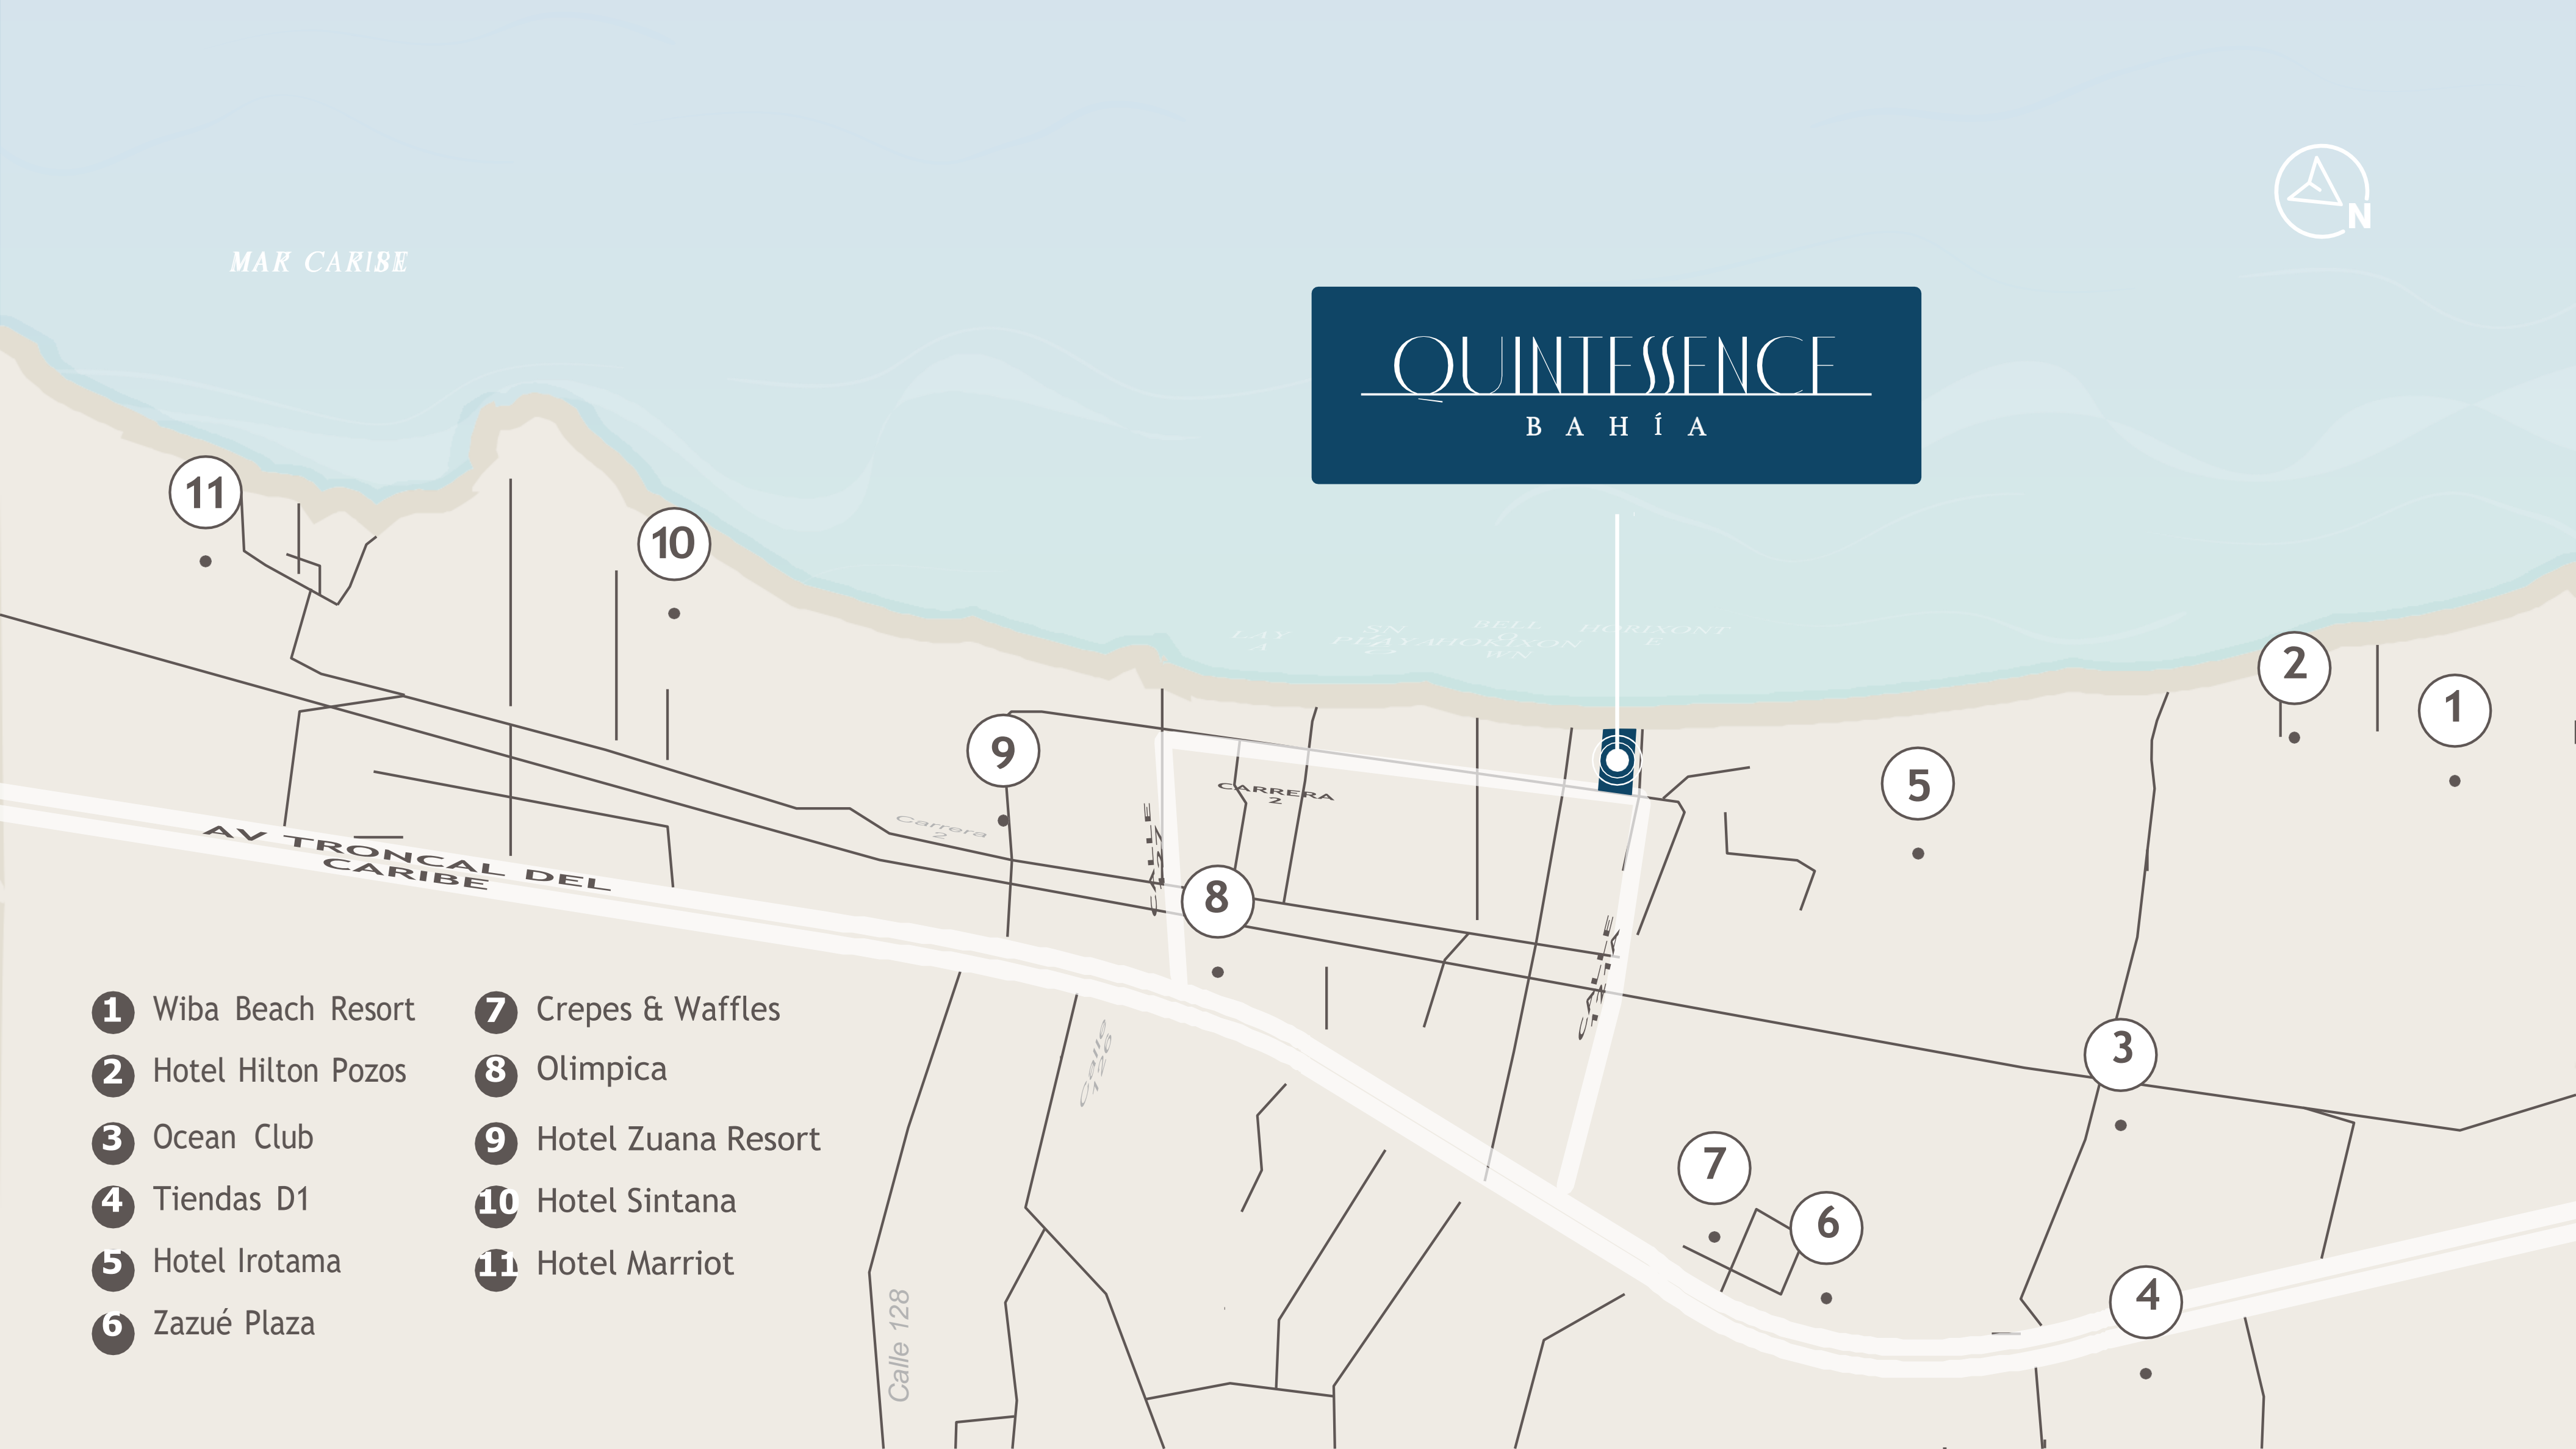 N
MAR CARIBE
QUINTESSENCE
BAHÍA
11
10
2
1
9
5
CARRERA
2
Carrera
2
8
AV TRONCAL DEL
CARIBE
CALLE
3
7
6
4
Calle
126
Calle 128
1 Wiba Beach Resort
2 Hotel Hilton Pozos
3 Ocean Club
4 Tiendas D1
5 Hotel Irotama
6 Zazué Plaza
7 Crepes & Waffles
8 Olimpica
9 Hotel Zuana Resort
10 Hotel Sintana
11 Hotel Marriot